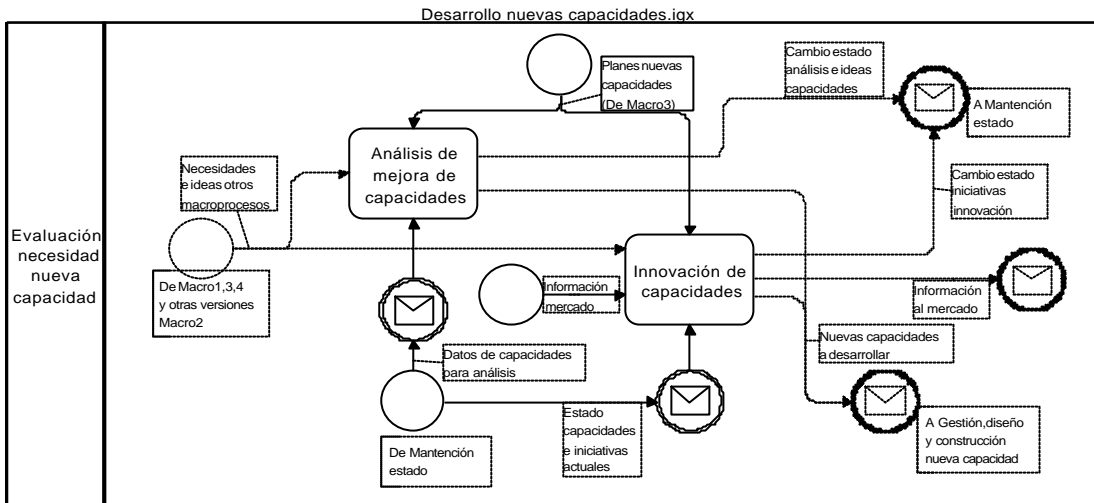 Desarrollo nuevas capacidades.igx
Evaluación
necesidad
nueva
capacidad
Planes nuevas
capacidades
(De Macro3)
Cambio estado
análisis e ideas
capacidades
A Mantención
estado
Análisis de
mejora de
capacidades
Necesidades
e ideas otros
macroprocesos
Cambio estado
iniciativas
innovación
De Macro1,3,4
y otras versiones
Macro2
Información
mercado
Innovación de
capacidades
Información
al mercado
Nuevas capacidades
a desarrollar
Datos de capacidades
para análisis
De Mantención
estado
Estado
capacidades
e iniciativas
actuales
A Gestión,diseño
y construcción
nueva capacidad